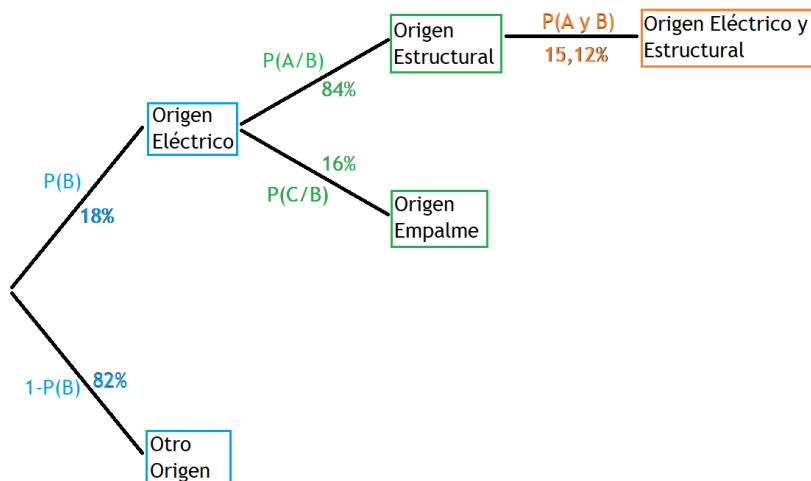 P(A y B)
15,12%
Origen Eléctrico y
Estructural
Origen
Estructural
P(A/B)
84%
Origen
Eléctrico
16%
P(C/B)
P(B)
18%
Origen
Empalme
1-P(B)
82%
Otro
Origen